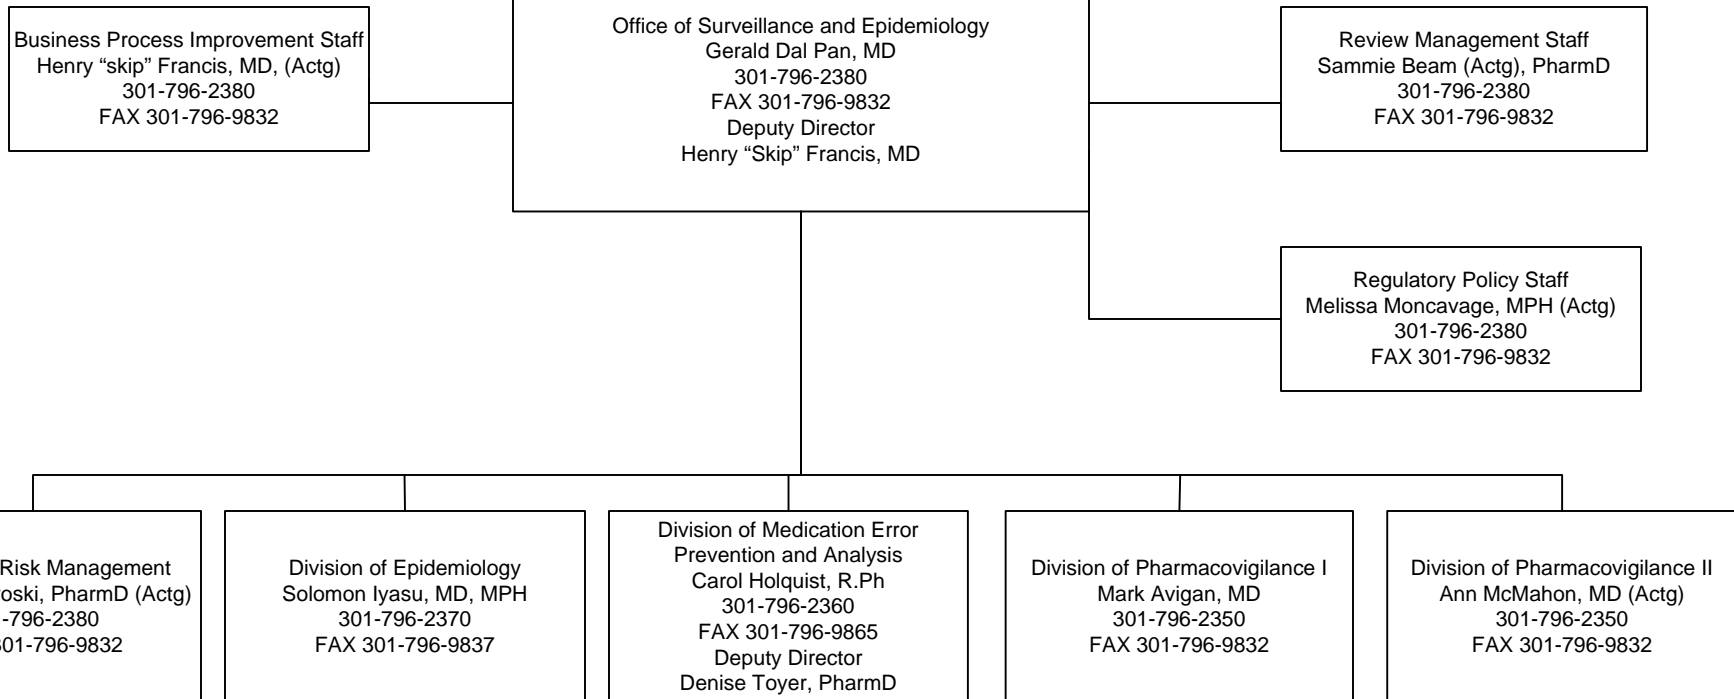 Business Process Improvement Staff
Henry “skip” Francis, MD, (Actg)
301-796-2380
FAX 301-796-9832
Office of Surveillance and Epidemiology
Gerald Dal Pan, MD
301-796-2380
FAX 301-796-9832
Deputy Director
Henry “Skip” Francis, MD
Review Management Staff
Sammie Beam (Actg), PharmD
301-796-2380
FAX 301-796-9832
Regulatory Policy Staff
Melissa Moncavage, MPH (Actg)
301-796-2380
FAX 301-796-9832
Risk Management
PharmD (Actg)
-796-2380
01-796-9832
Division of Epidemiology
Solomon Iyasu, MD, MPH
301-796-2370
FAX 301-796-9837
Division of Medication Error
Prevention and Analysis
Carol Holquist, R.Ph
301-796-2360
FAX 301-796-9865
Deputy Director
Denise Toyer, PharmD
Division of Pharmacovigilance I
Mark Avigan, MD
301-796-2350
FAX 301-796-9832
Division of Pharmacovigilance II
Ann McMahon, MD (Actg)
301-796-2350
FAX 301-796-9832